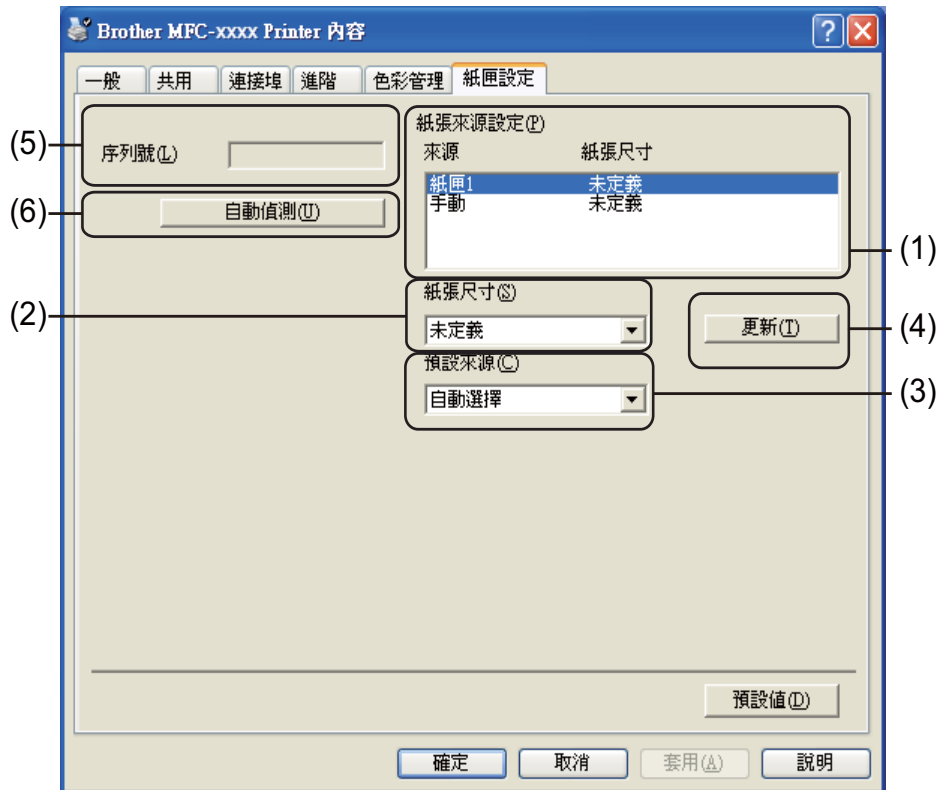 Brother MFC-xxxx Printer 內容
一般 共用 連接埠 進階 色彩管理 紙匣設定
(5)
序列號(L)
(6)
自動偵測(U)
紙張來源設定(P)
來源 紙張尺寸
紙匣1 未定義
手動 未定義
(1)
(2)
紙張尺寸(S)
未定義
更新(T)
(4)
預設來源(C)
自動選擇
(3)
預設值(D)
確定 取消 套用(A) 說明